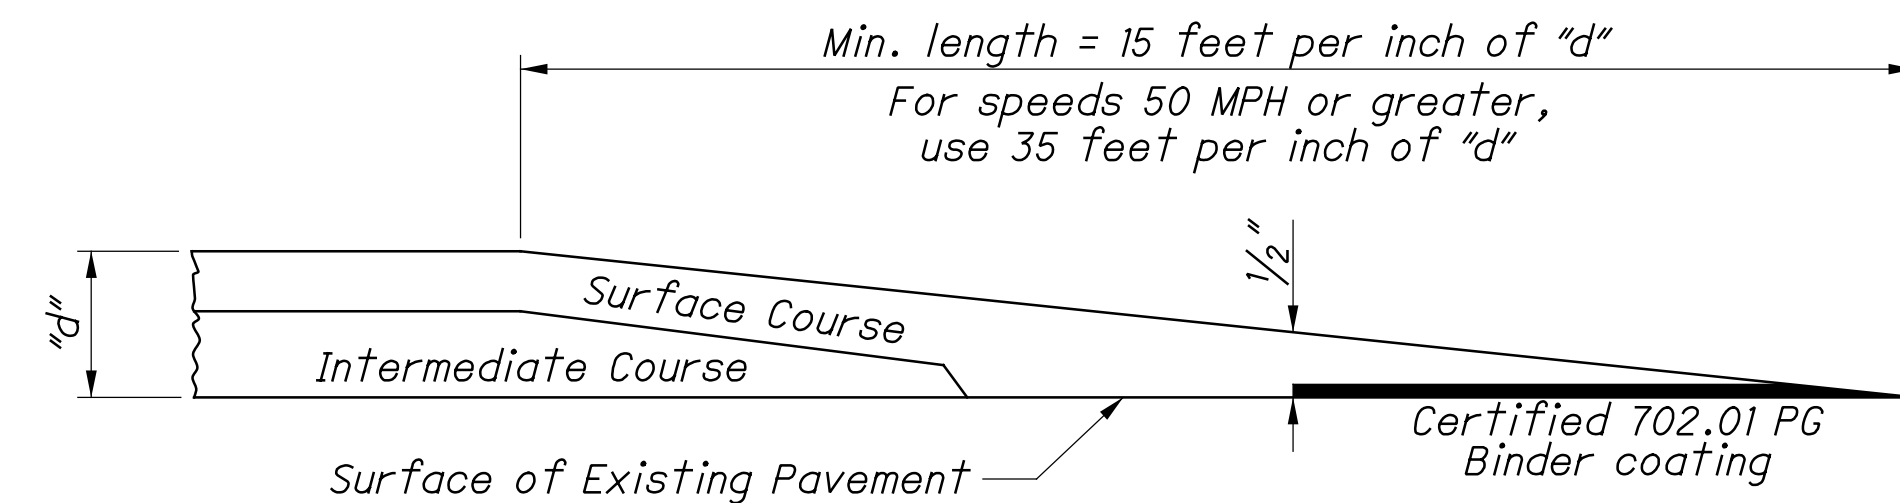 Min. length = 15 feet per inch of "d"
For speeds 50 MPH or greater,
use 35 feet per inch of "d"
1/2"
"d"
Surface Course
Intermediate Course
Certified 702.01 PG
Binder coating
Surface of Existing Pavement